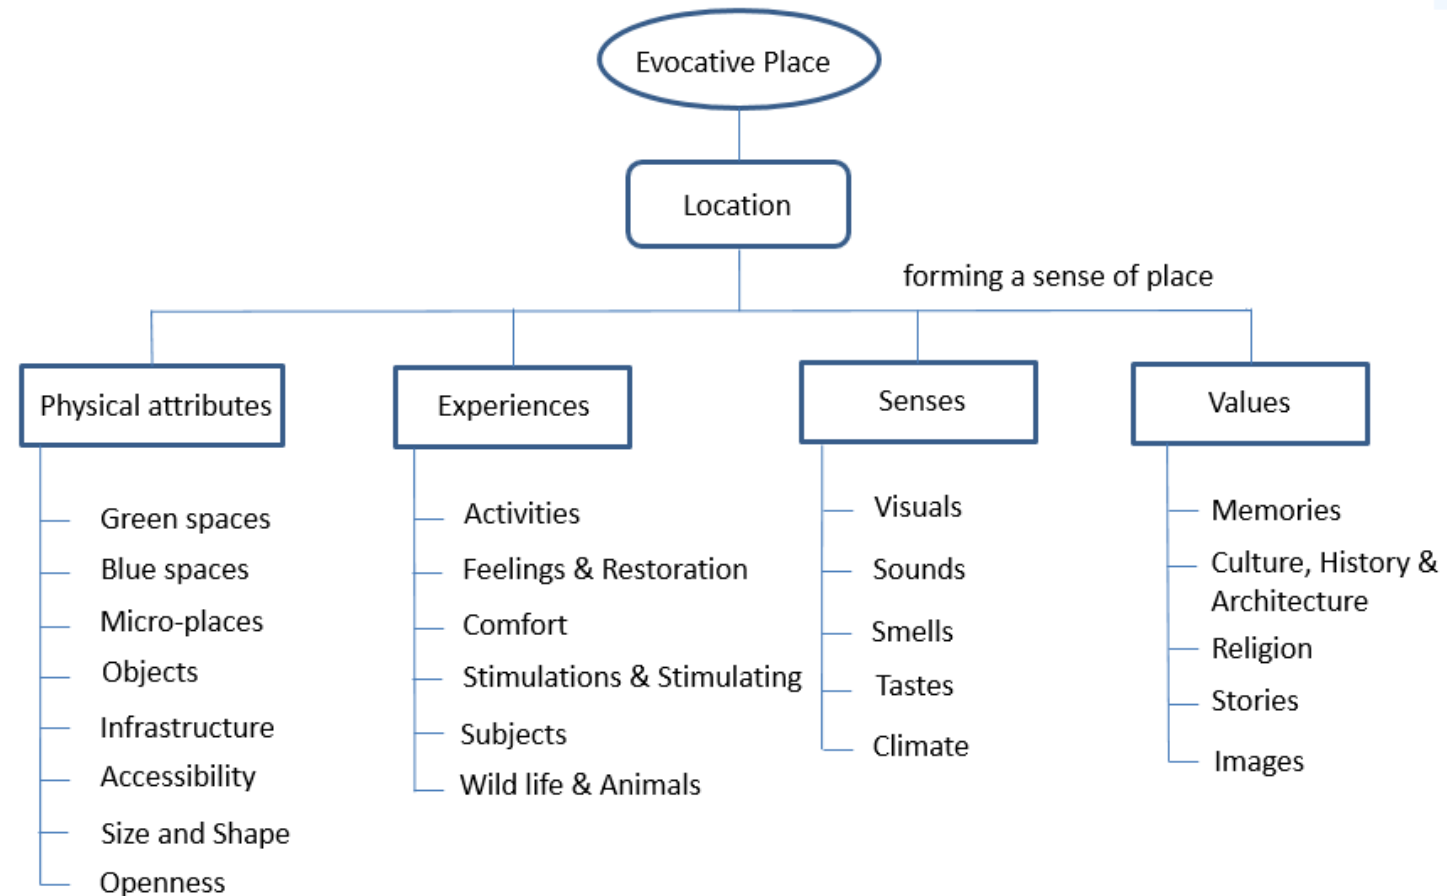 Evocative Place
Location
forming a sense of place
Physical attributes
Green spaces
Blue spaces
Micro-places
Objects
Infrastructure
Accessibility
Size and Shape
Openness
Experiences
Activities
Feelings & Restoration
Comfort
Stimulations & Stimulating
Subjects
Wild life & Animals
Senses
Visuals
Sounds
Smells
Tastes
Climate
Values
Memories
Culture, History &
Architecture
Religion
Stories
Images